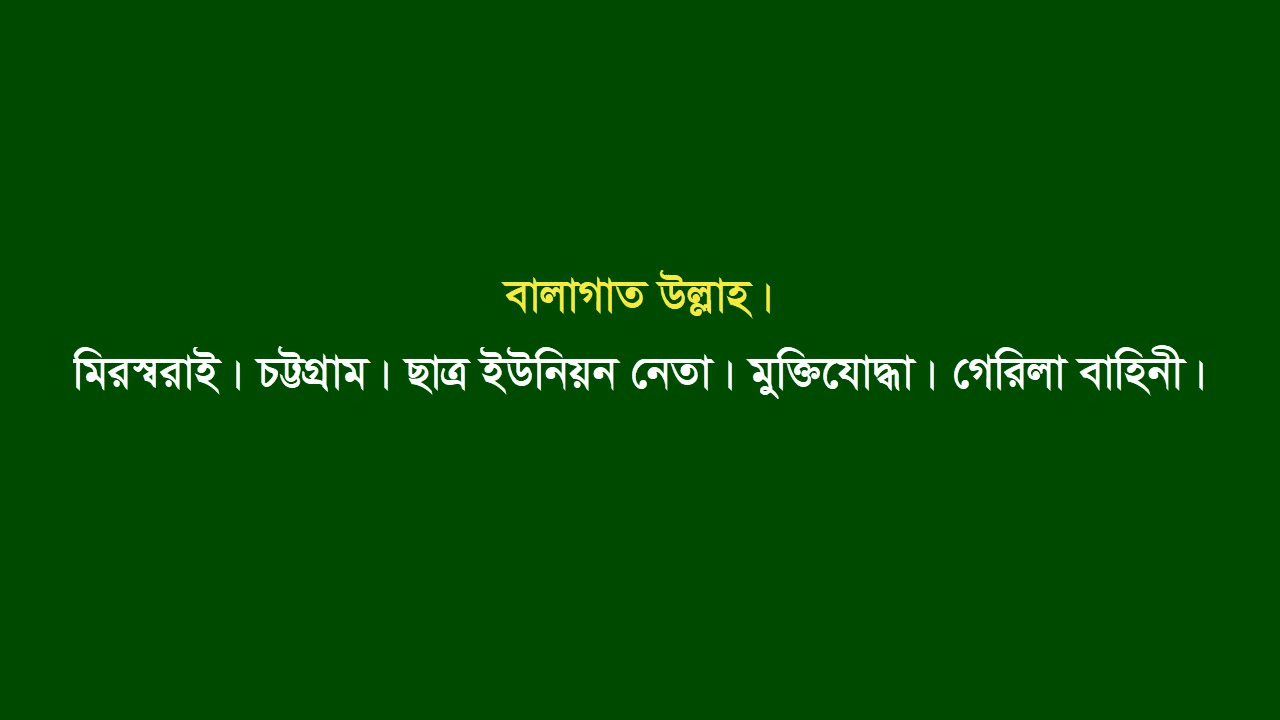 বালাগাত উল্লাহ।
মিরস্বরাই। চট্টগ্রাম। ছাত্র ইউনিয়ন নেতা। মুক্তিযোদ্ধা। গেরিলা বাহিনী।